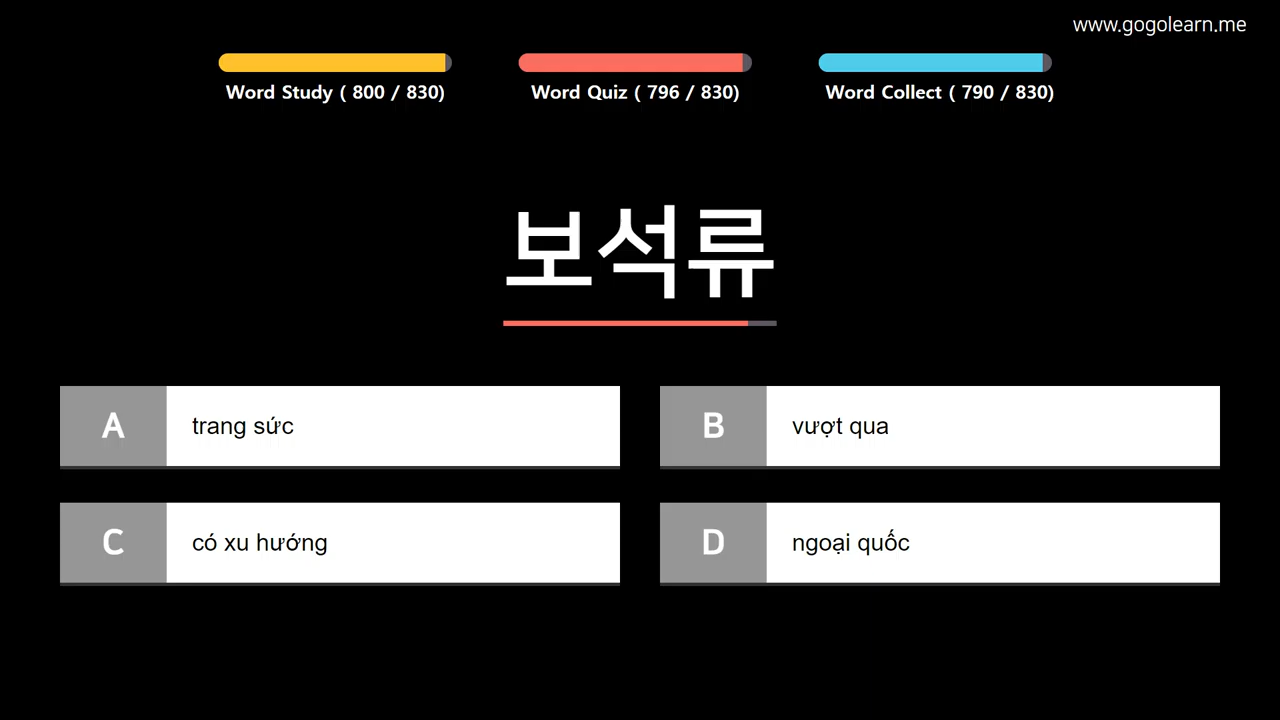 www.gogolearn.me
Word Study ( 800 / 830)
Word Quiz ( 796 / 830)
Word Collect ( 790 / 830)
보석류
A trang sức
B vượt qua
C có xu hướng
D ngoại quốc